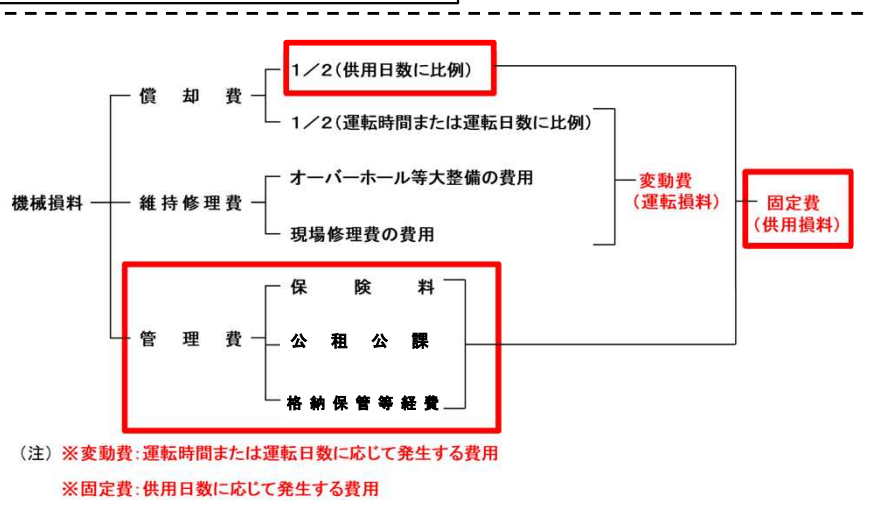 1/2(供用日数に比例)
償却費
1/2(運転時間または運転日数に比例)
オーバーホール等大整備の費用
変動費
(運転損料)
固定費
(供用損料)
機械損料
維持修理費
現場修理費の費用
保険料
管理費
公租公課
格納保管等経費
(注)※変動費:運転時間または運転日数に応じて発生する費用
※固定費:供用日数に応じて発生する費用